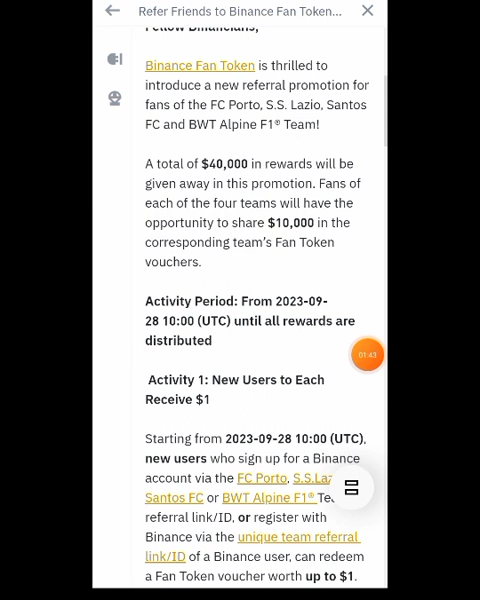 Refer Friends to Binance Fan Token...
Fellow Binancians,
Binance Fan Token is thrilled to
introduce a new referral promotion for
fans of the FC Porto, S.S. Lazio, Santos
FC and BWT Alpine F1® Team!
A total of $40,000 in rewards will be
given away in this promotion. Fans of
each of the four teams will have the
opportunity to share $10,000 in the
corresponding team's Fan Token
vouchers.
Activity Period: From 2023-09-
28 10:00 (UTC) until all rewards are
distributed
01:43
Activity 1: New Users to Each
Receive $1
Starting from 2023-09-28 10:00 (UTC),
new users who sign up for a Binance
account via the FC Porto, S.S.
Santos FC or BWT Alpine F1®
referral link/ID, or register with
Binance via the unique team referral
link/ID of a Binance user, can redeem
a Fan Token voucher worth up to $1.